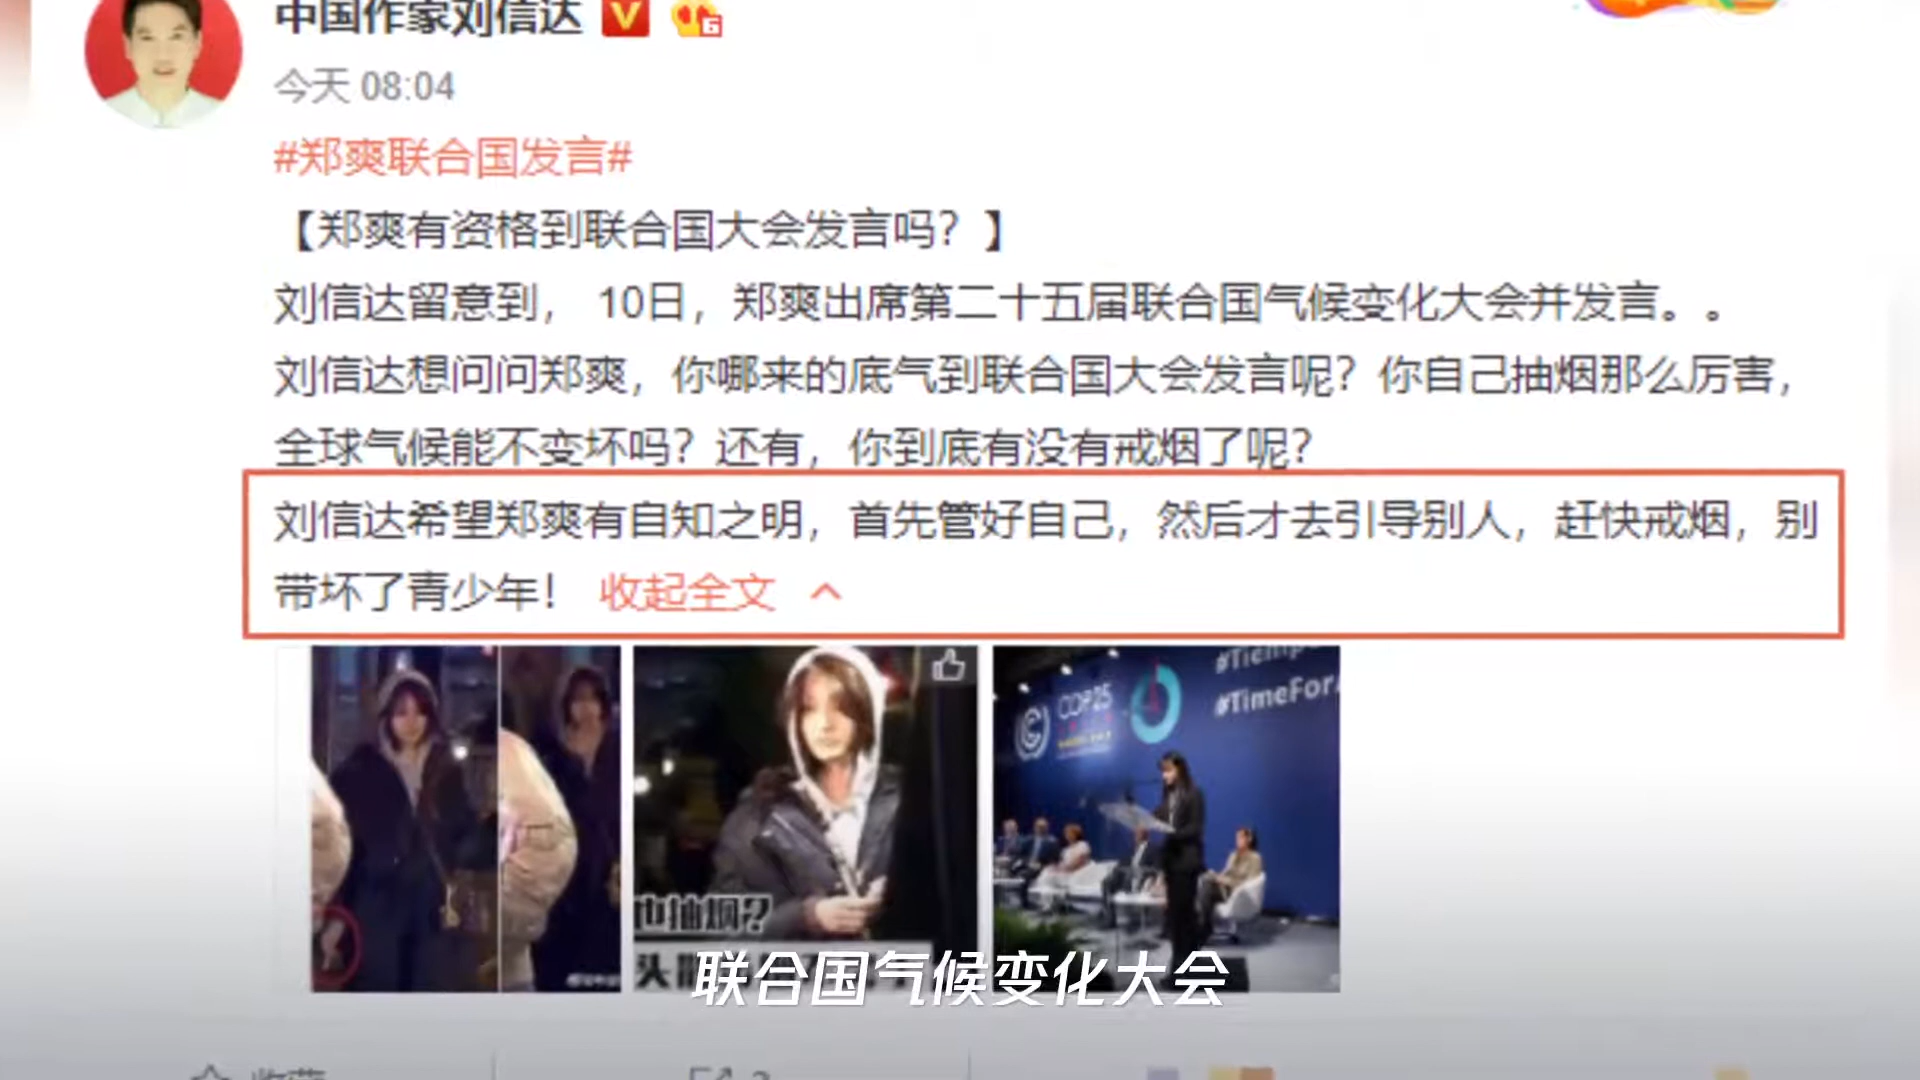 中国作家刘信达
今天 08:04
#郑爽联合国发言#
【郑爽有资格到联合国大会发言吗？】
刘信达留意到， 10日，郑爽出席第二十五届联合国气候变化大会并发言。。
刘信达想问问郑爽，你哪来的底气到联合国大会发言呢？你自己抽烟那么厉害，
全球气候能不变坏吗？还有，你到底有没有戒烟了呢？
刘信达希望郑爽有自知之明，首先管好自己，然后才去引导别人，赶快戒烟，别
带坏了青少年！ 收起全文
COP25
#TimeFor
也抽烟?
联合国气候变化大会
收藏